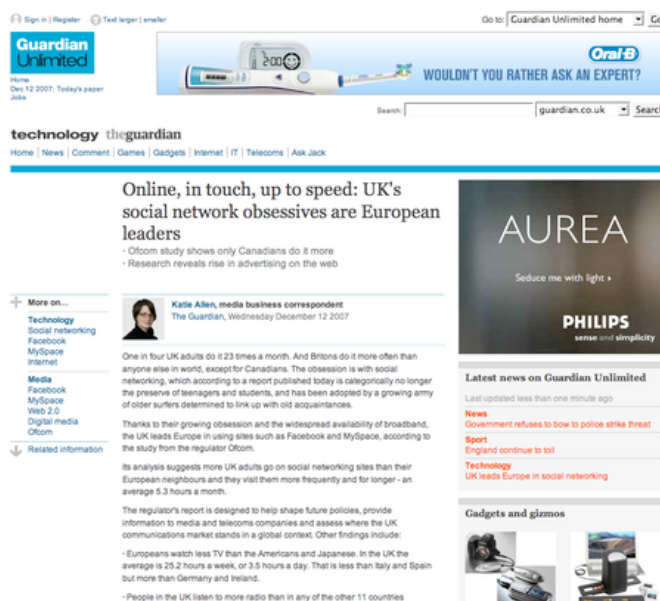 Sign in | Register Text larger | smaller
Go to: Guardian Unlimited home Go
Guardian
Unlimited
Home
Dec 12 2007: Today's paper
Jobs
200
Oral-B
WOULDN'T YOU RATHER ASK AN EXPERT?
Search: guardian.co.uk Search
technology theguardian
Home | News | Comment | Games | Gadgets | Internet | IT | Telecoms | Ask Jack
Online, in touch, up to speed: UK's
social network obsessives are European
leaders
· Ofcom study shows only Canadians do it more
· Research reveals rise in advertising on the web
More on...
Technology
Social networking
Facebook
MySpace
Internet
Media
Facebook
MySpace
Web 2.0
Digital media
Ofcom
Related information
Katie Allen, media business correspondent
The Guardian, Wednesday December 12 2007
One in four UK adults do it 23 times a month. And Britons do it more often than
anyone else in world, except for Canadians. The obsession is with social
networking, which according to a report published today is categorically no longer
the preserve of teenagers and students, and has been adopted by a growing army
of older surfers determined to link up with old acquaintances.
Thanks to their growing obsession and the widespread availability of broadband,
the UK leads Europe in using sites such as Facebook and MySpace, according to
the study from the regulator Ofcom.
Its analysis suggests more UK adults go on social networking sites than their
European neighbours and they visit them more frequently and for longer - an
average 5.3 hours a month.
The regulator's report is designed to help shape future policies, provide
information to media and telecoms companies and assess where the UK
communications market stands in a global context. Other findings include:
· Europeans watch less TV than the Americans and Japanese. In the UK the
average is 25.2 hours a week, or 3.5 hours a day. That is less than Italy and Spain
but more than Germany and Ireland.
· People in the UK listen to more radio than in any of the other 11 countries
AUREA
Seduce me with light ›
PHILIPS
sense and simplicity
Latest news on Guardian Unlimited
Last updated less than one minute ago
News
Government refuses to bow to police strike threat
Sport
England continue to toil
Technology
UK leads Europe in social networking
Gadgets and gizmos